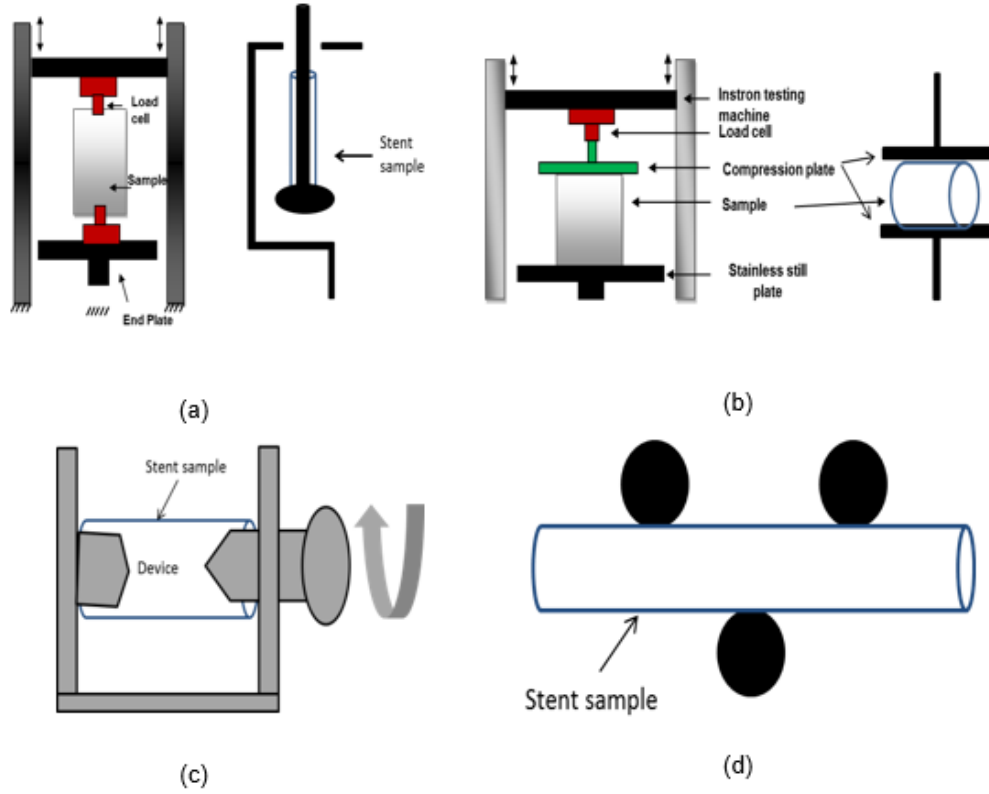 Load
cell
Sample
End Plate
Stent
sample
(a)
Instron testing
machine
Load cell
Compression plate
Sample
Stainless still
plate
(b)
Stent sample
Device
(c)
Stent sample
(d)